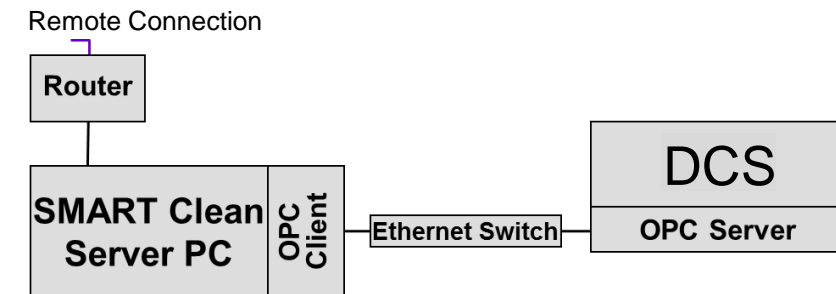 Remote Connection
Router
SMART Clean
Server PC
OPC
Client
Ethernet Switch
DCS
OPC Server